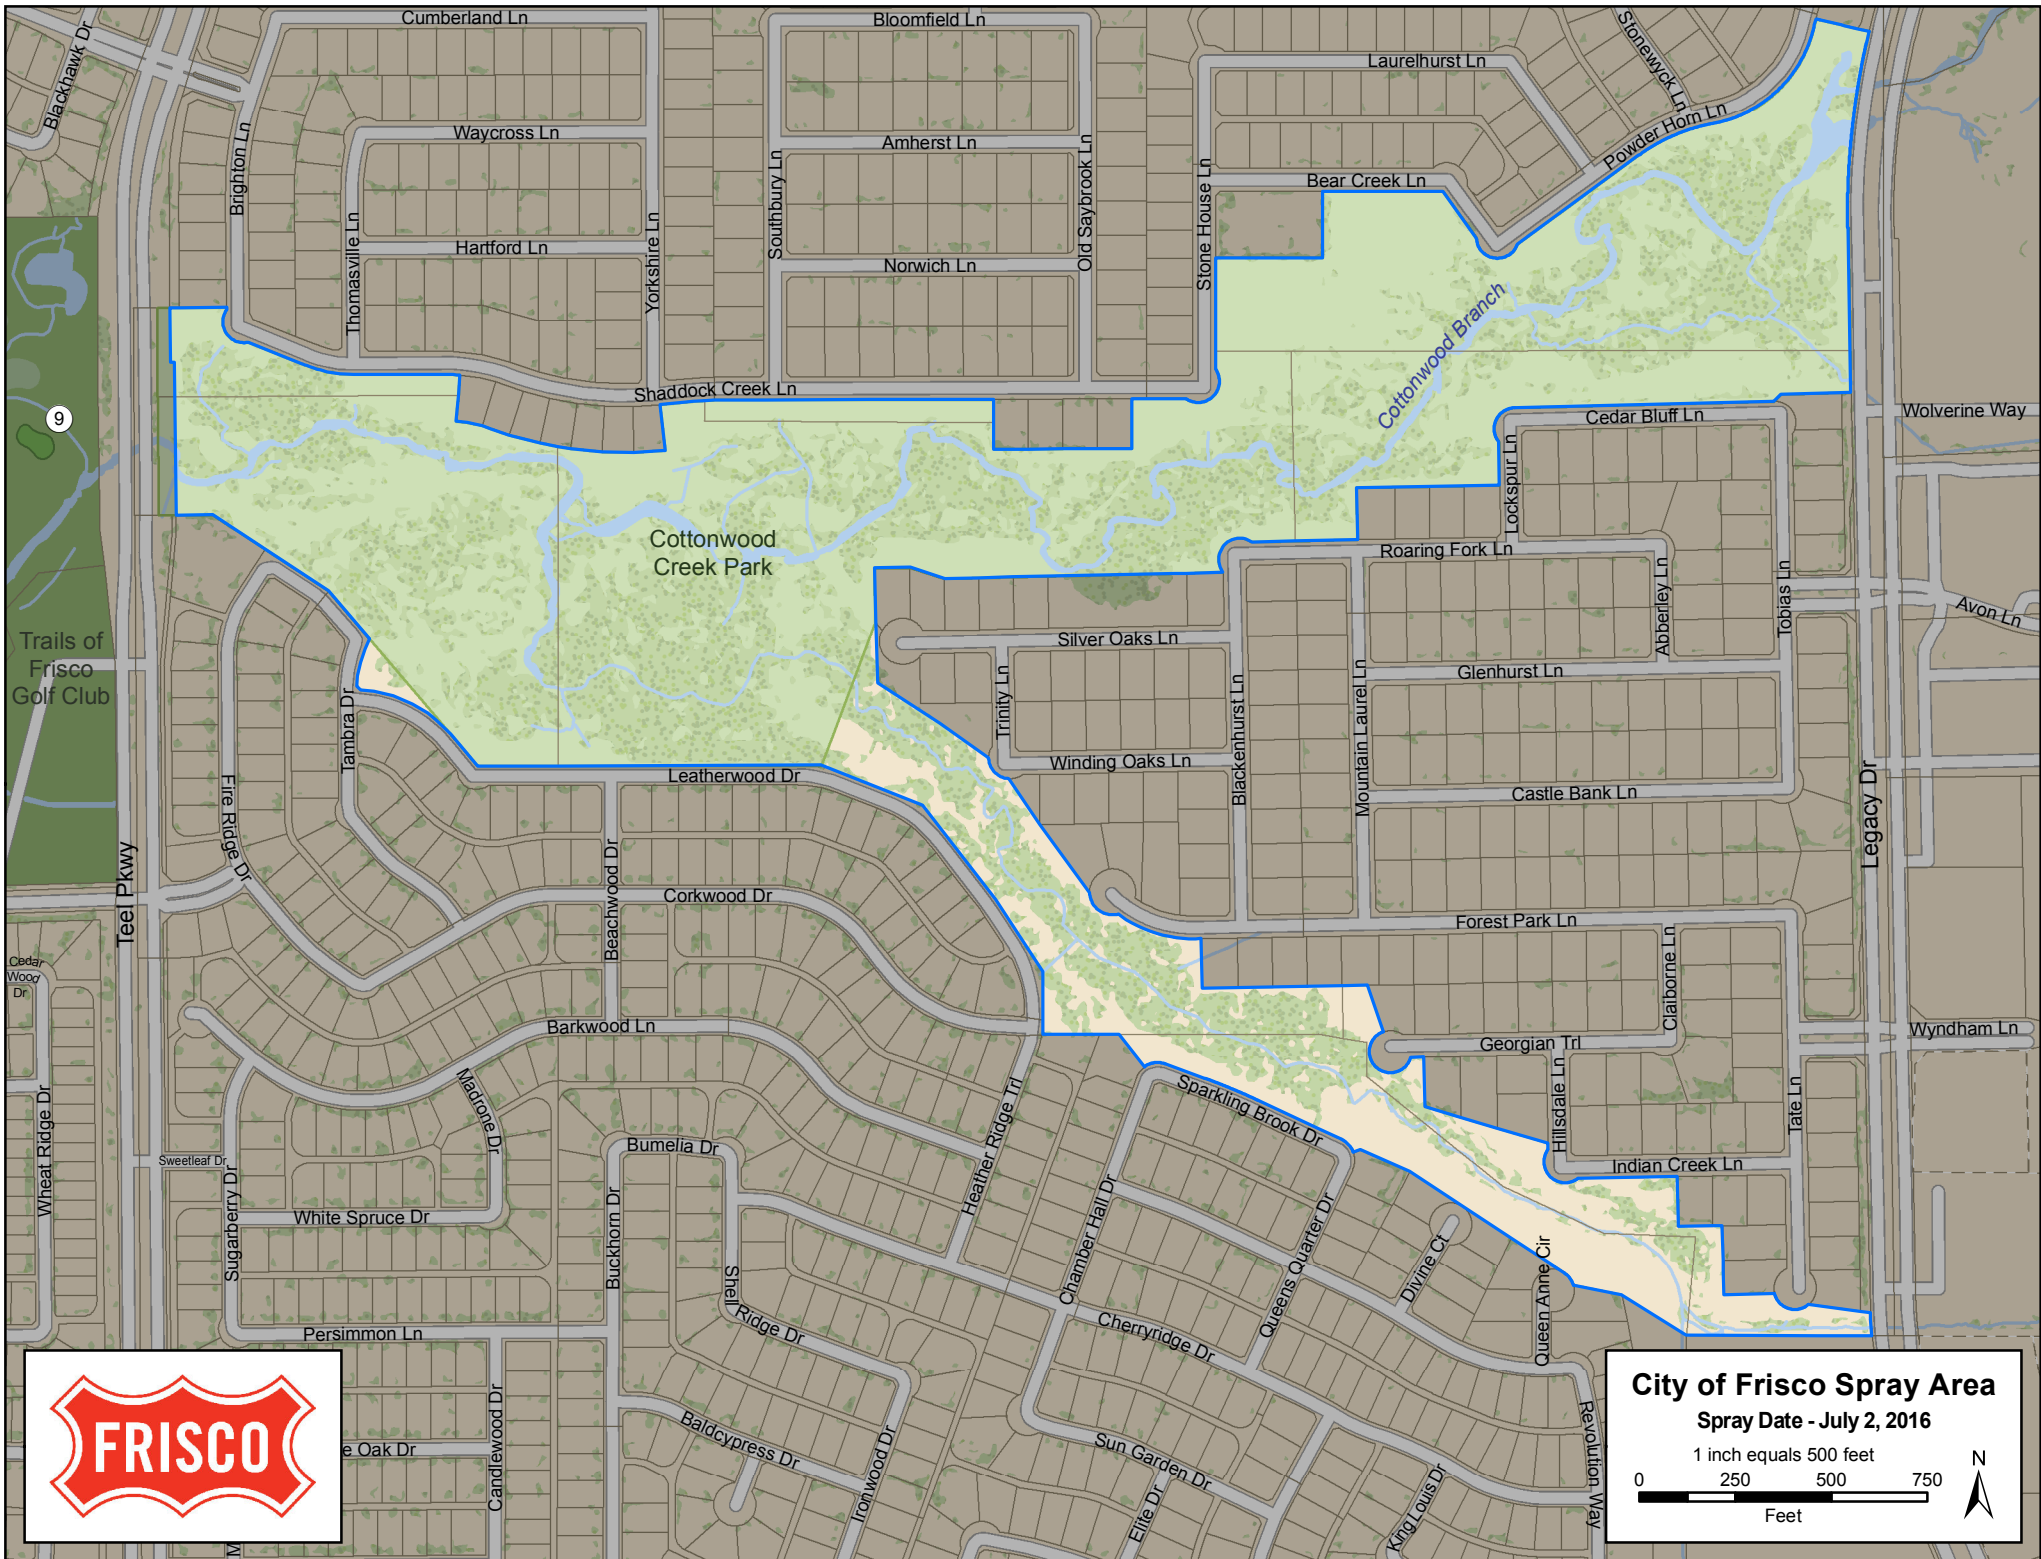 Cumberland Ln
Bloomfield Ln
Blackhawk Dr
Stonewyck Ln
Laurelhurst Ln
Waycross Ln
Amherst Ln
Powder Horn Ln
Brighton Ln
Southbury Ln
Old Saybrook Ln
Stone House Ln
Bear Creek Ln
Thomasville Ln
Hartford Ln
Yorkshire Ln
Norwich Ln
Cottonwood Branch
Shaddock Creek Ln
9
Cedar Bluff Ln
Wolverine Way
Lockspur Ln
Cottonwood
Creek Park
Roaring Fork Ln
Abberley Ln
Tobias Ln
Avon Ln
Trails of
Frisco
Golf Club
Silver Oaks Ln
Glenhurst Ln
Trinity Ln
Tambra Dr
Blackenhurst Ln
Mountain Laurel Ln
Winding Oaks Ln
Leatherwood Dr
Castle Bank Ln
Fire Ridge Dr
Legacy Dr
Teel Pkwy
Beachwood Dr
Corkwood Dr
Forest Park Ln
Claiborne Ln
Cedar
Wood
Dr
Barkwood Ln
Georgian Trl
Wyndham Ln
Hillsdale Ln
Madrone Dr
Sparkling Brook Dr
Heather Ridge Trl
Tate Ln
Wheat Ridge Dr
Bumelia Dr
Sweetleaf Dr
Indian Creek Ln
Sugarberry Dr
White Spruce Dr
Buckhorn Dr
Chamber Hall Dr
Queens Quarter Dr
Divine Ct
Queen Anne Cir
Shell Ridge Dr
Persimmon Ln
Cherryridge Dr
Candlewood Dr
e Oak Dr
Baldcypress Dr
Ironwood Dr
Sun Garden Dr
Elite Dr
King Louis Dr
Revolution Way
M
FRISCO
City of Frisco Spray Area
Spray Date - July 2, 2016
1 inch equals 500 feet
0 250 500 750
Feet
N